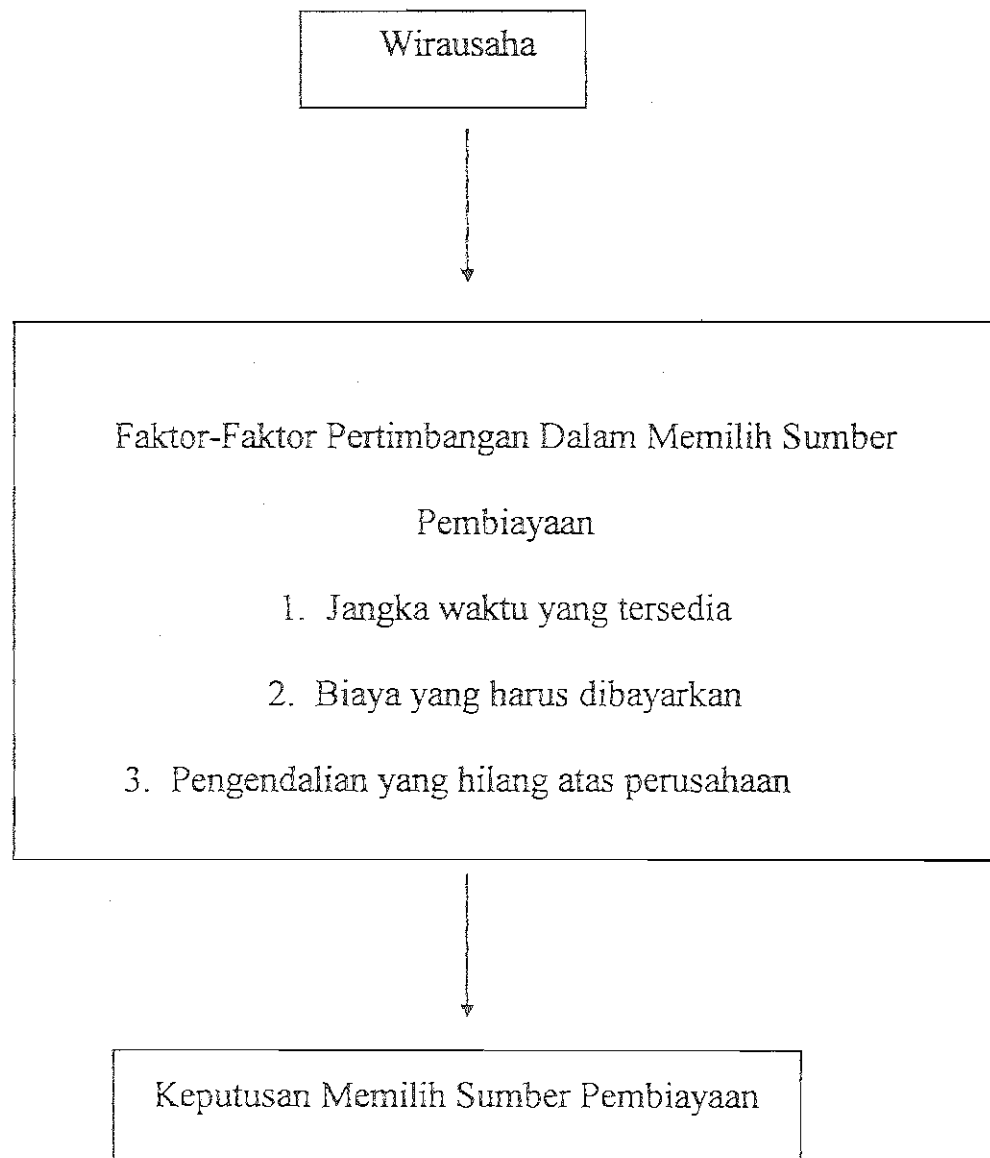 Wirausaha
Faktor-Faktor Pertimbangan Dalam Memilih Sumber
Pembiayaan
1. Jangka waktu yang tersedia
2. Biaya yang harus dibayarkan
3. Pengendalian yang hilang atas perusahaan
Keputusan Memilih Sumber Pembiayaan